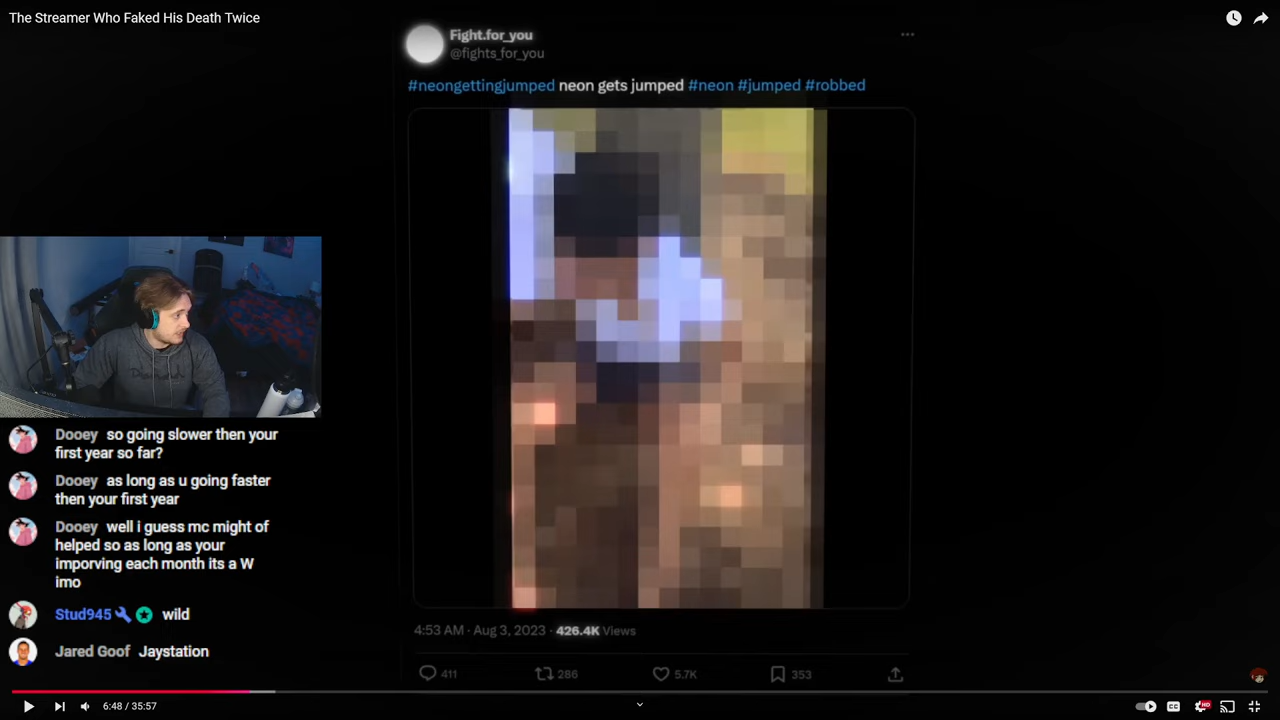 The Streamer Who Faked His Death Twice
Fight.for_you
@fights_for_you
#neongettingjumped neon gets jumped #neon #jumped #robbed
Dooey so going slower then your
first year so far?
Dooey as long as u going faster
then your first year
Dooey well i guess mc might of
helped so as long as your
imporving each month its a W
imo
Stud945 wild
Jared Goof Jaystation
4:53 AM · Aug 3, 2023 · 426.4K Views
411 286 5.7K 353
6:48 / 35:57
CC HD